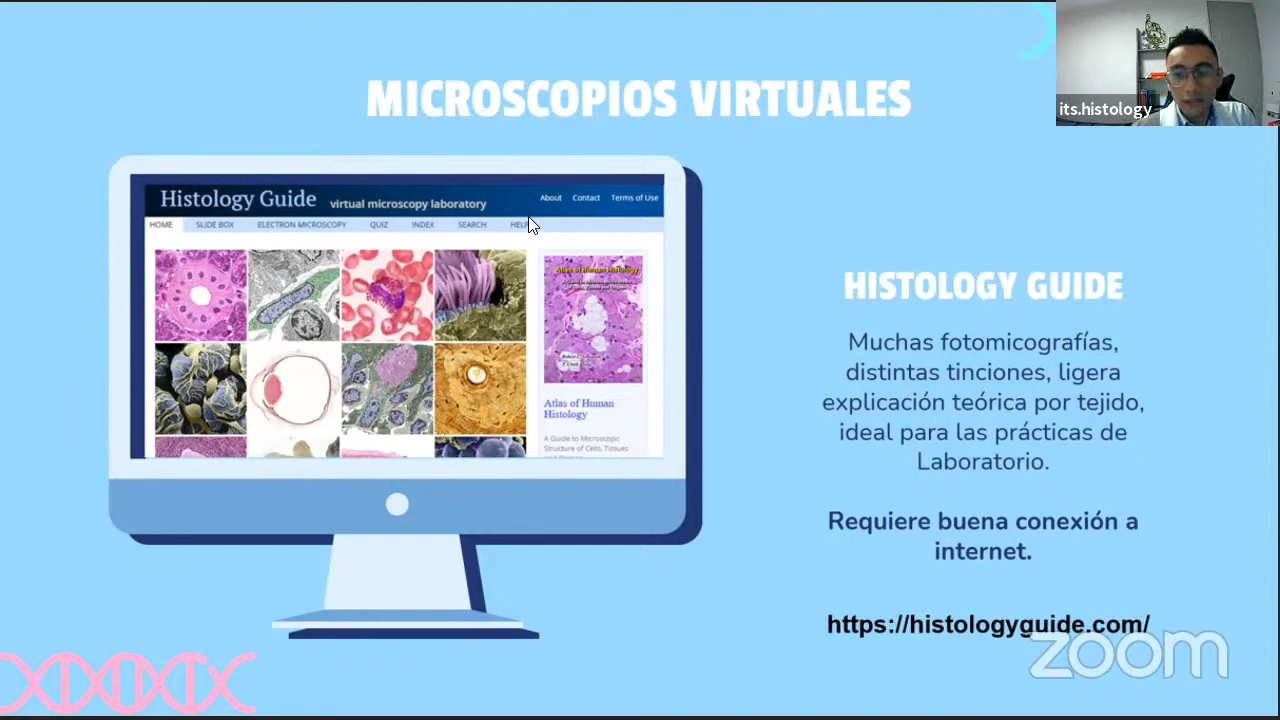 MICROSCOPIOS VIRTUALES
its.histology
Histology Guide virtual microscopy laboratory
About Contact Terms of Use
HOME SLIDE BOX ELECTRON MICROSCOPY QUIZ INDEX SEARCH HELP
Atlas of Human Histology
Atlas of Human
Histology
A Guide to Microscopic
Structure of Cells, Tissues
HISTOLOGY GUIDE
Muchas fotomicografías,
distintas tinciones, ligera
explicación teórica por tejido,
ideal para las prácticas de
Laboratorio.
Requiere buena conexión a
internet.
https://histologyguide.com/
zoom